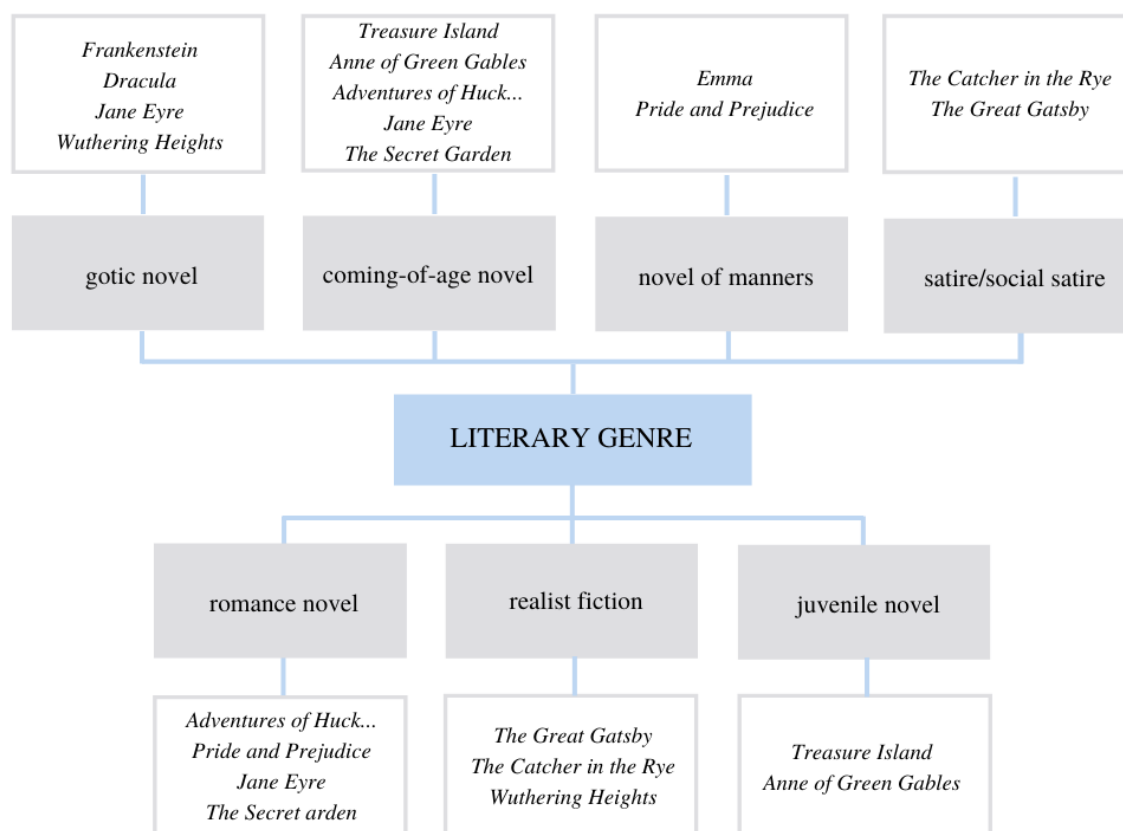 Frankenstein
Dracula
Jane Eyre
Wuthering Heights
Treasure Island
Anne of Green Gables
Adventures of Huck...
Jane Eyre
The Secret Garden
Emma
Pride and Prejudice
The Catcher in the Rye
The Great Gatsby
gotic novel
coming-of-age novel
novel of manners
satire/social satire
LITERARY GENRE
romance novel
realist fiction
juvenile novel
Adventures of Huck...
Pride and Prejudice
Jane Eyre
The Secret arden
The Great Gatsby
The Catcher in the Rye
Wuthering Heights
Treasure Island
Anne of Green Gables